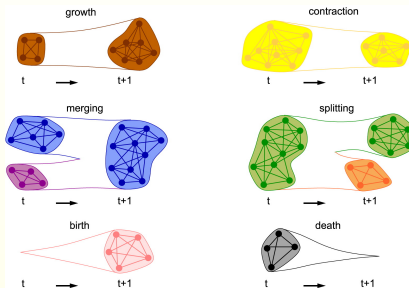 growth
contraction
t t+1
t t+1
merging
splitting
t t+1
t t+1
birth
death
t t+1
t t+1